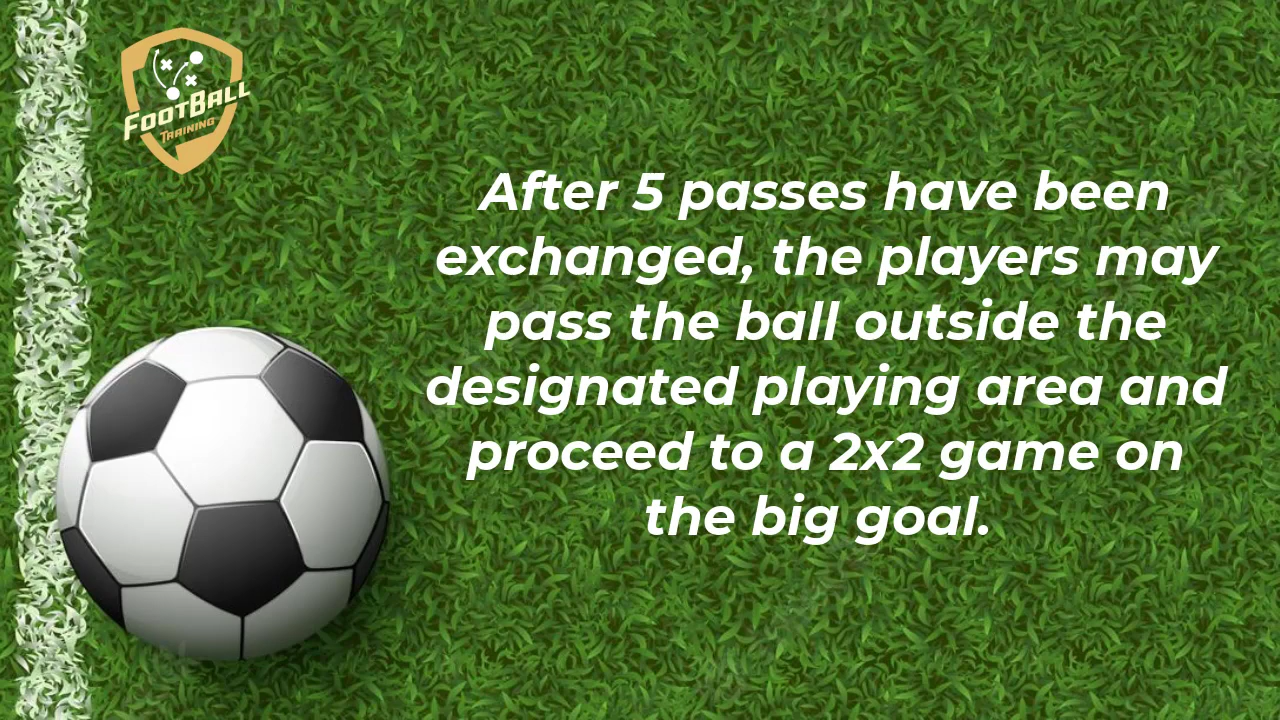 FootBall
Training
After 5 passes have been
exchanged, the players may
pass the ball outside the
designated playing area and
proceed to a 2x2 game on
the big goal.